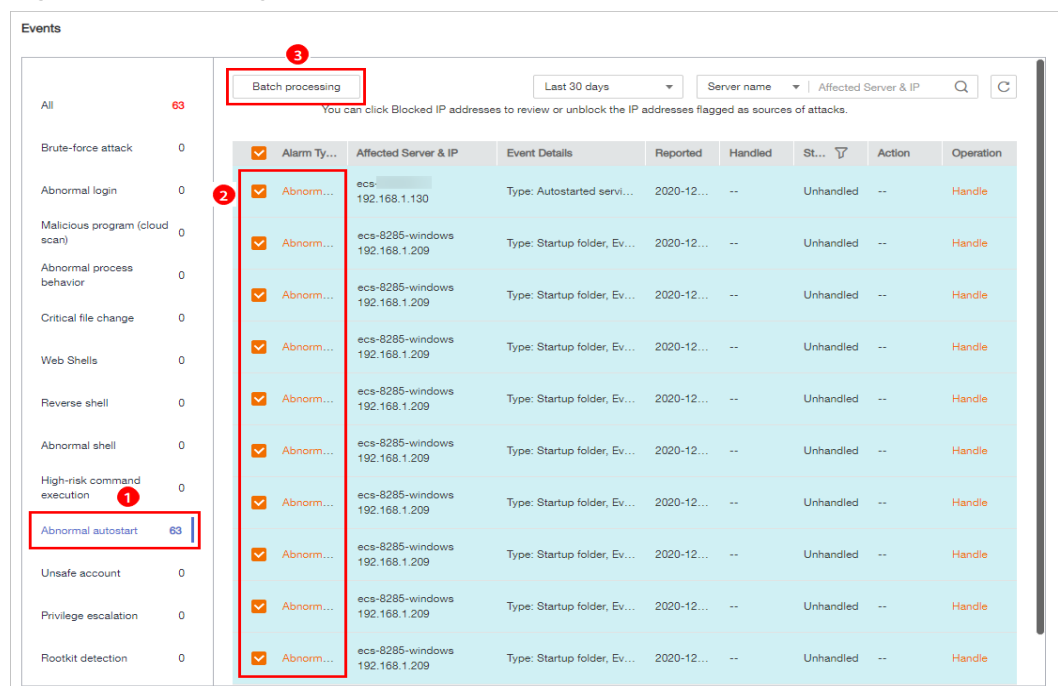 Events
3
Batch processing
Last 30 days
Server name
Affected Server & IP
You can click Blocked IP addresses to review or unblock the IP addresses flagged as sources of attacks.
All 63
Brute-force attack 0
Abnormal login 0
Malicious program (cloud
scan) 0
Abnormal process
behavior 0
Critical file change 0
Web Shells 0
Reverse shell 0
Abnormal shell 0
High-risk command
execution 0
1
Abnormal autostart 63
Unsafe account 0
Privilege escalation 0
Rootkit detection 0
2
Alarm Ty... Affected Server & IP Event Details Reported Handled St... Action Operation
Abnorm... ecs-
192.168.1.130 Type: Autostarted servi... 2020-12... -- Unhandled -- Handle
Abnorm... ecs-8285-windows
192.168.1.209 Type: Startup folder, Ev... 2020-12... -- Unhandled -- Handle
Abnorm... ecs-8285-windows
192.168.1.209 Type: Startup folder, Ev... 2020-12... -- Unhandled -- Handle
Abnorm... ecs-8285-windows
192.168.1.209 Type: Startup folder, Ev... 2020-12... -- Unhandled -- Handle
Abnorm... ecs-8285-windows
192.168.1.209 Type: Startup folder, Ev... 2020-12... -- Unhandled -- Handle
Abnorm... ecs-8285-windows
192.168.1.209 Type: Startup folder, Ev... 2020-12... -- Unhandled -- Handle
Abnorm... ecs-8285-windows
192.168.1.209 Type: Startup folder, Ev... 2020-12... -- Unhandled -- Handle
Abnorm... ecs-8285-windows
192.168.1.209 Type: Startup folder, Ev... 2020-12... -- Unhandled -- Handle
Abnorm... ecs-8285-windows
192.168.1.209 Type: Startup folder, Ev... 2020-12... -- Unhandled -- Handle
Abnorm... ecs-8285-windows
192.168.1.209 Type: Startup folder, Ev... 2020-12... -- Unhandled -- Handle